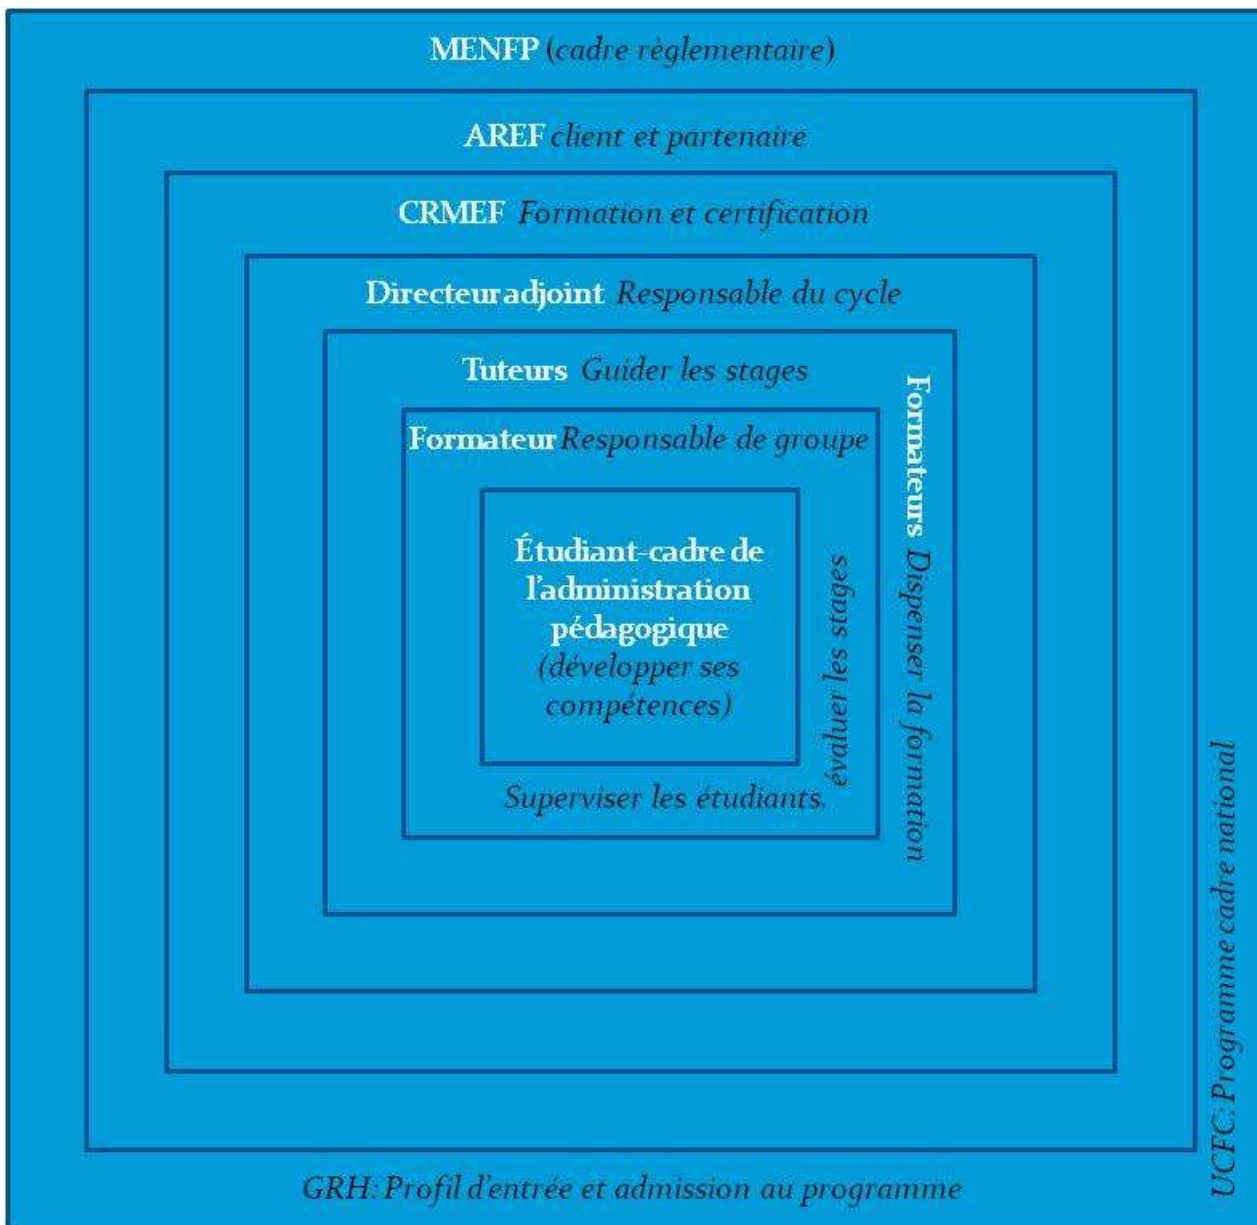 MENFP (cadre règlementaire)
AREF client et partenaire
CRMEF Formation et certification
Directeur adjoint Responsable du cycle
Tuteurs Guider les stages
Formateurs Dispenser la formation
Formateur Responsable de groupe
Étudiant-cadre de
l'administration
pédagogique
(développer ses
compétences)
Superviser les étudiants,
évaluer les stages
UCFC: Programme cadre national
GRH: Profil d'entrée et admission au programme